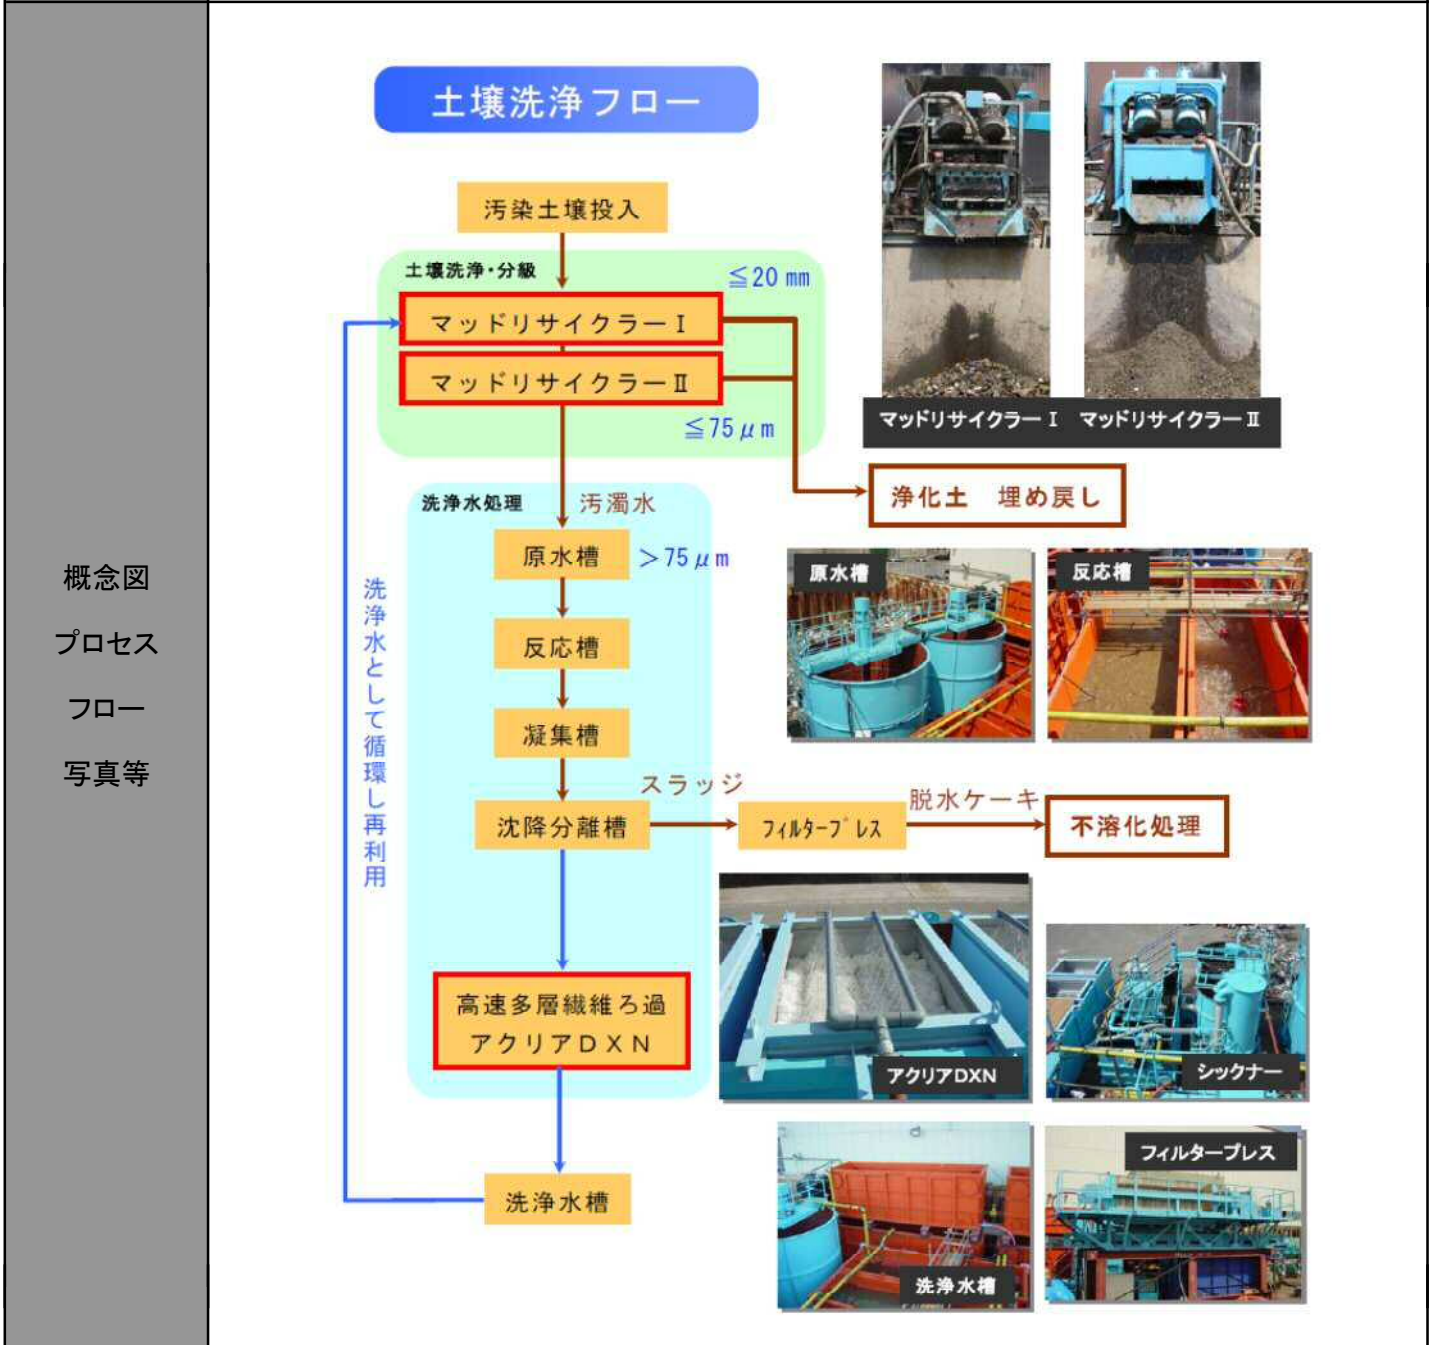 概念図
プロセス
フロー
写真等
土壌洗浄フロー
汚染土壌投入
土壌洗浄・分級
≦20 mm
マッドリサイクラーⅠ
マッドリサイクラーⅡ
≦75μm
マッドリサイクラーⅠ マッドリサイクラーⅡ
浄化土 埋め戻し
洗浄水処理
汚濁水
原水槽
＞75μm
反応槽
凝集槽
沈降分離槽
スラッジ
フィルタープレス
脱水ケーキ
不溶化処理
高速多層繊維ろ過
アクリアＤＸＮ
洗浄水槽
洗浄水として循環し再利用
原水槽
反応槽
アクリアDXN
シックナー
洗浄水槽
フィルタープレス